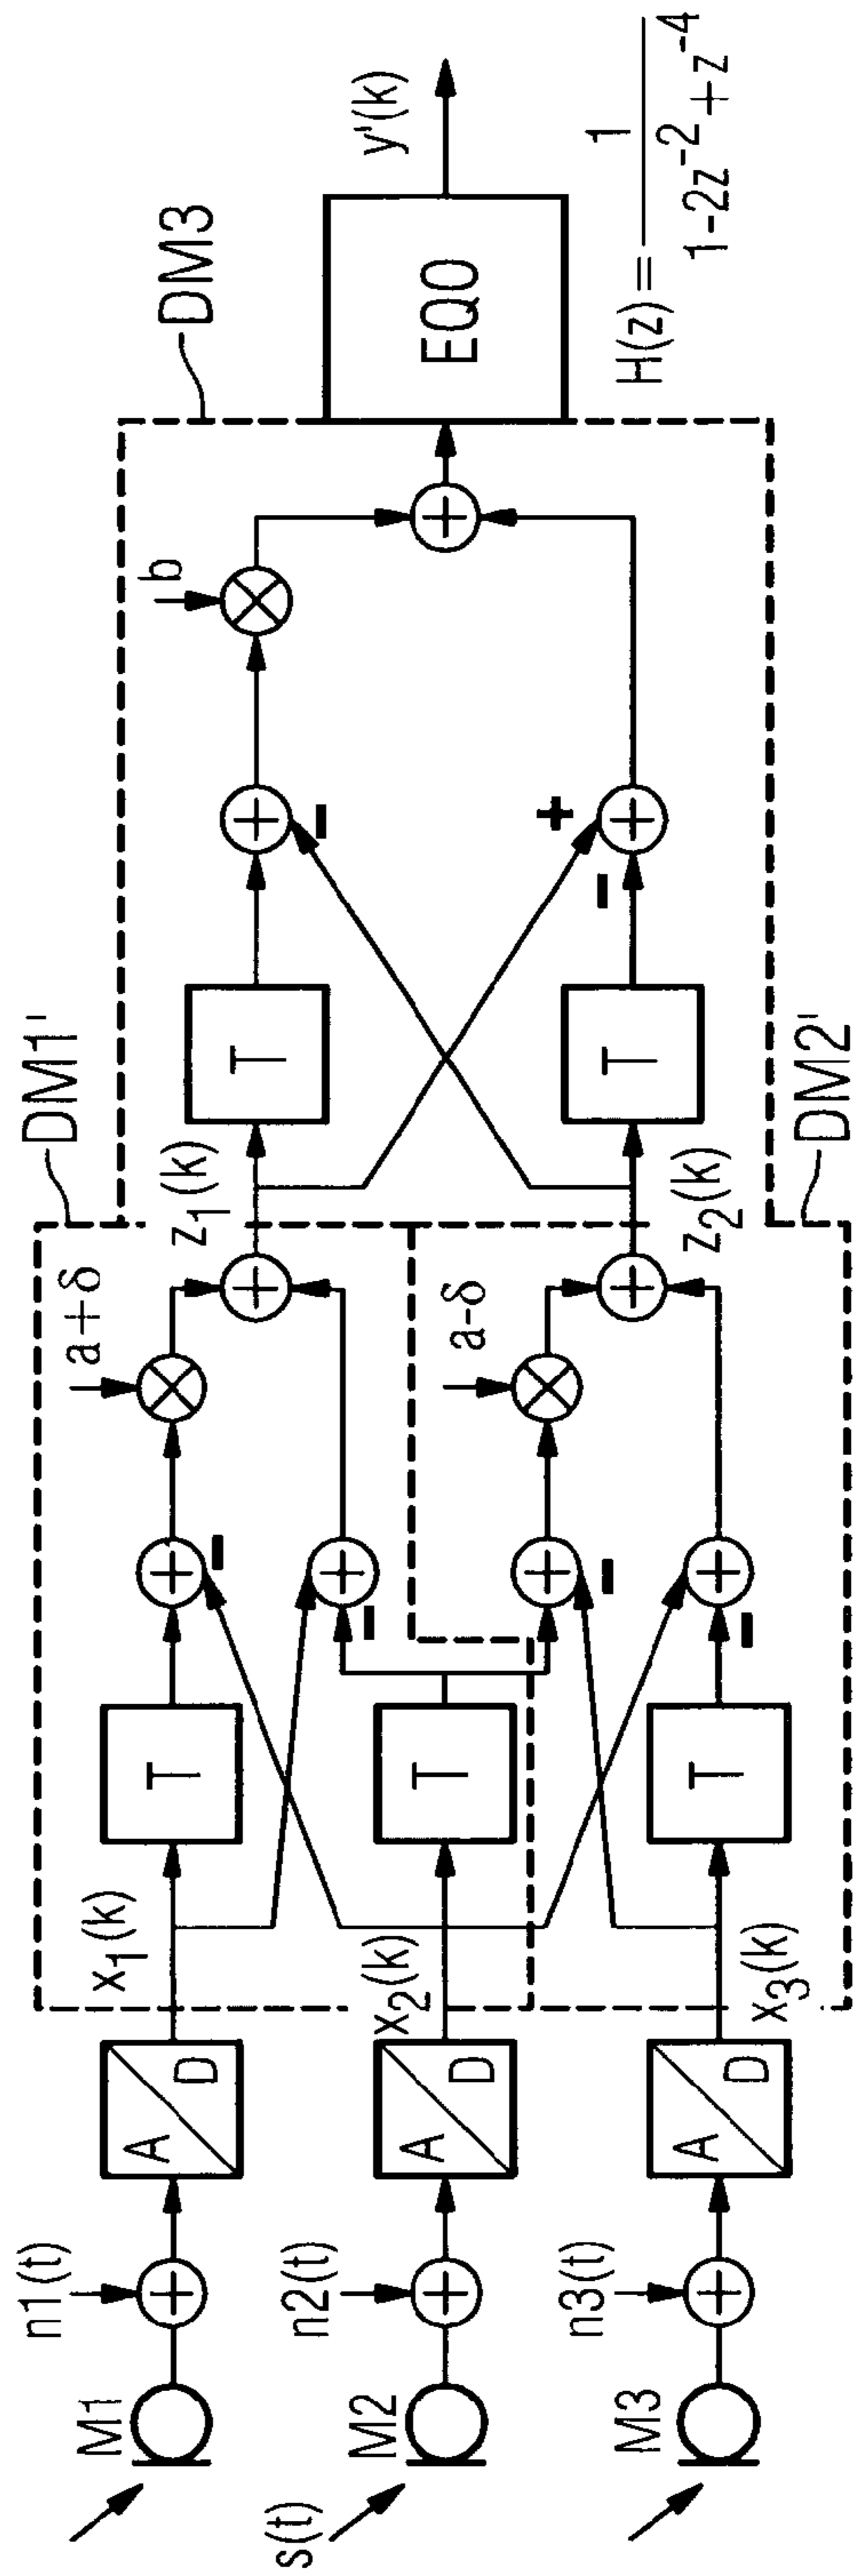 M1
n1(t)
A
D
x1(k)
T
+
-
+
-
a+δ
+
z1(k)
DM1'
s(t)
M2
n2(t)
A
D
x2(k)
T
M3
n3(t)
A
D
x3(k)
T
+
-
+
-
a-δ
+
z2(k)
DM2'
T
+
-
b
T
-
+
+
+
DM3
EQ0
y'(k)
H(z) = 1
1-2z-2+z-4